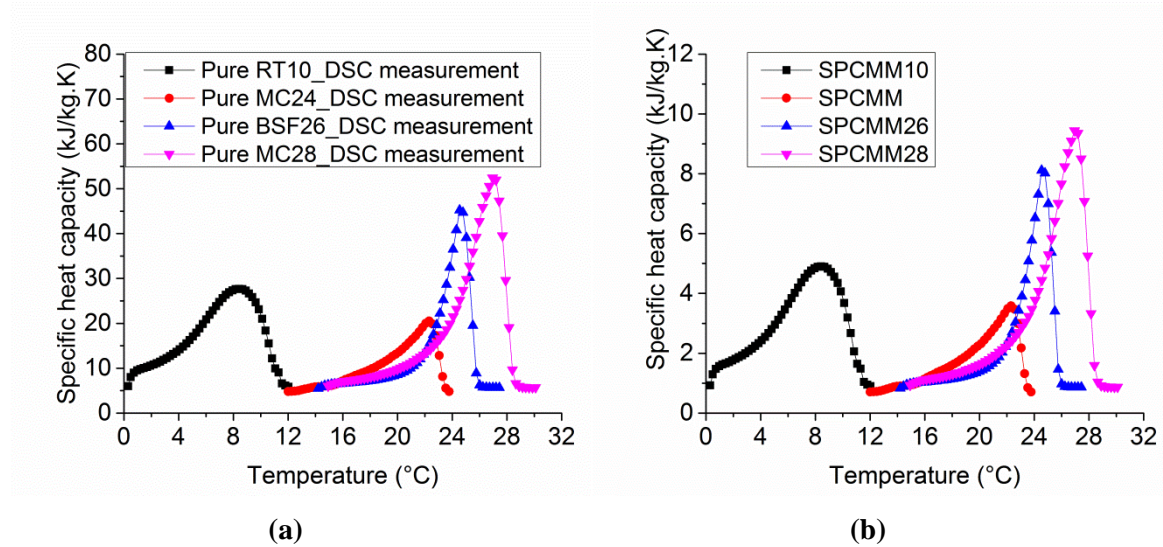 80
70
60
50
40
30
20
10
0
Specific heat capacity (kJ/kg.K)
Pure RT10_DSC measurement
Pure MC24_DSC measurement
Pure BSF26_DSC measurement
Pure MC28_DSC measurement
0 4 8 12 16 20 24 28 32
Temperature (°C)
(a)
12
10
8
6
4
2
0
Specific heat capacity (kJ/kg.K)
SPCMM10
SPCMM
SPCMM26
SPCMM28
0 4 8 12 16 20 24 28 32
Temperature (°C)
(b)